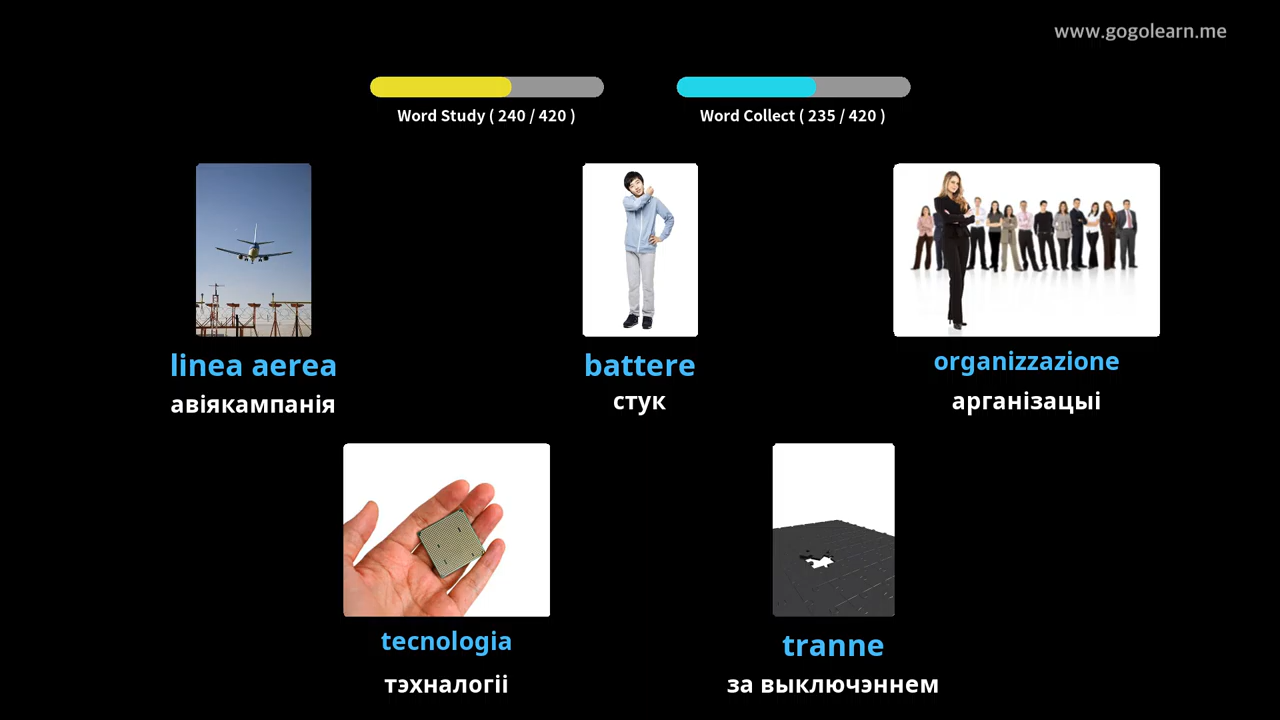 www.gogolearn.me
Word Study ( 240 / 420 )
Word Collect ( 235 / 420 )
linea aerea
авіякампанія
battere
стук
organizzazione
арганізацыі
tecnologia
тэхналогіі
tranne
за выключэннем